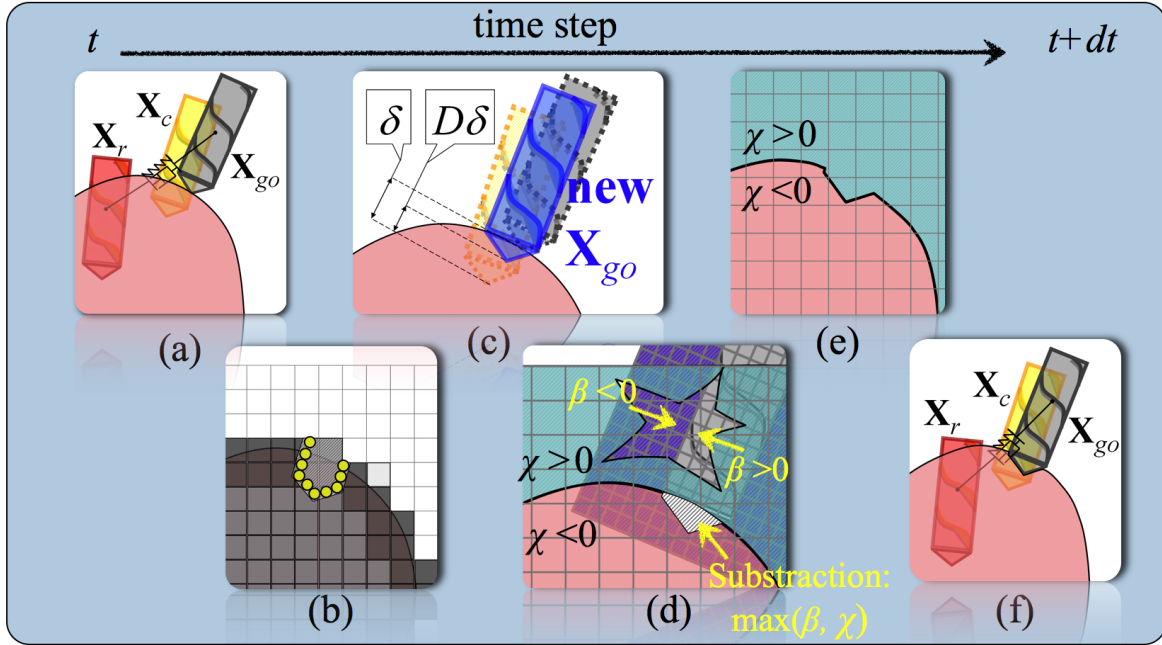 time step
t
t+dt
X_r
X_c
X_go
(a)
δ
Dδ
new
X_go
(c)
χ > 0
χ < 0
(e)
(b)
β < 0
β > 0
χ > 0
χ < 0
Substraction:
max(β, χ)
(d)
X_r
X_c
X_go
(f)